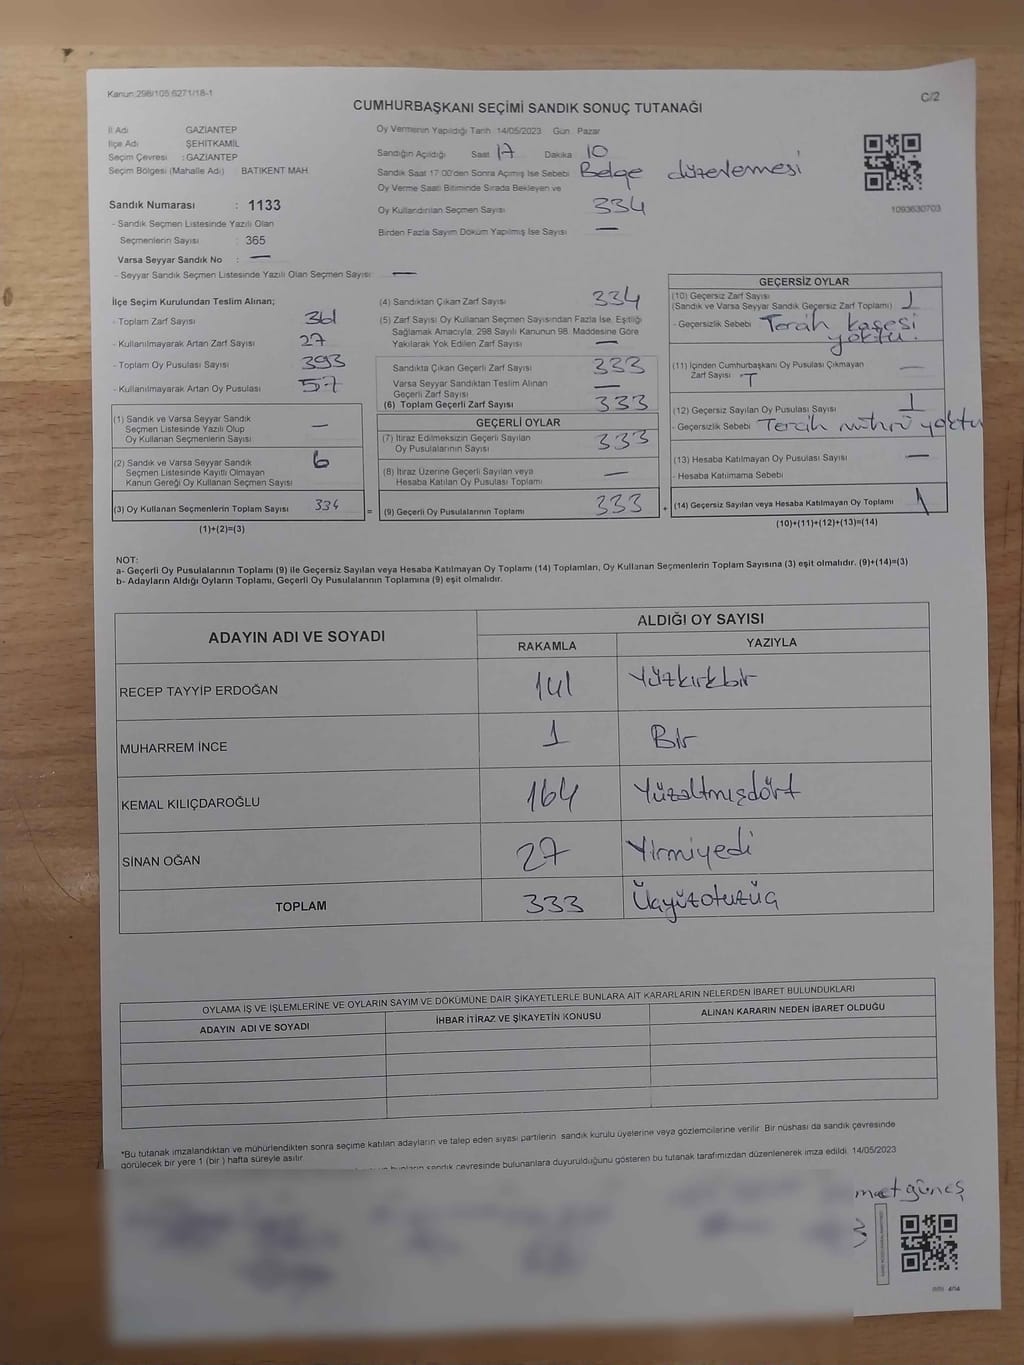 Kanun:298/105:6271/18-1
C/2
CUMHURBAŞKANI SEÇİMİ SANDIK SONUÇ TUTANAĞI
İl Adı GAZİANTEP
İlçe Adı ŞEHİTKAMİL
Seçim Çevresi : GAZİANTEP
Seçim Bölgesi (Mahalle Adı) BATIKENT MAH
Sandık Numarası : 1133
- Sandık Seçmen Listesinde Yazılı Olan
Seçmenlerin Sayısı : 365
Varsa Seyyar Sandık No : —
- Seyyar Sandık Seçmen Listesinde Yazılı Olan Seçmen Sayısı: —
Oy Vermenin Yapıldığı Tarih 14/05/2023 Gün Pazar
Sandığın Açıldığı Saat 17 Dakika 10
Sandık Saat 17:00'den Sonra Açımış İse Sebebi Belge düzenlemesi
Oy Verme Saati Bitiminde Sırada Bekleyen ve
Oy Kullandırılan Seçmen Sayısı 334
Birden Fazla Sayım Döküm Yapılmış İse Sayısı —
1093630703
İlçe Seçim Kurulundan Teslim Alınan;
- Toplam Zarf Sayısı 361
- Kullanılmayarak Artan Zarf Sayısı 27
- Toplam Oy Pusulası Sayısı 393
- Kullanılmayarak Artan Oy Pusulası 57
(1) Sandık ve Varsa Seyyar Sandık
Seçmen Listesinde Yazılı Olup
Oy Kullanan Seçmenlerin Sayısı —
(2) Sandık ve Varsa Seyyar Sandık
Seçmen Listesinde Kayıtlı Olmayan
Kanun Gereği Oy Kullanan Seçmen Sayısı 6
(3) Oy Kullanan Seçmenlerin Toplam Sayısı 334
(1)+(2)=(3)
(4) Sandıktan Çıkan Zarf Sayısı 334
(5) Zarf Sayısı Oy Kullanan Seçmen Sayısından Fazla İse, Eşitliği
Sağlamak Amacıyla; 298 Sayılı Kanunun 98. Maddesine Göre
Yakılarak Yok Edilen Zarf Sayısı —
Sandıkta Çıkan Geçerli Zarf Sayısı 333
Varsa Seyyar Sandıktan Teslim Alınan
Geçerli Zarf Sayısı —
(6) Toplam Geçerli Zarf Sayısı 333
GEÇERLİ OYLAR
(7) İtiraz Edilmeksizin Geçerli Sayılan
Oy Pusulalarının Sayısı 333
(8) İtiraz Üzerine Geçerli Sayılan veya
Hesaba Katılan Oy Pusulası Toplamı —
= (9) Geçerli Oy Pusulalarının Toplamı 333
GEÇERSİZ OYLAR
(10) Geçersiz Zarf Sayısı
(Sandık ve Varsa Seyyar Sandık Geçersiz Zarf Toplamı) 1
- Geçersizlik Sebebi Tercih kaşesi
yoktu.
(11) İçinden Cumhurbaşkanı Oy Pusulası Çıkmayan
Zarf Sayısı —
(12) Geçersiz Sayılan Oy Pusulası Sayısı 1
- Geçersizlik Sebebi Tercih mührü yoktu
(13) Hesaba Katılmayan Oy Pusulası Sayısı —
- Hesaba Katılmama Sebebi
+ (14) Geçersiz Sayılan veya Hesaba Katılmayan Oy Toplamı 1
(10)+(11)+(12)+(13)=(14)
NOT:
a- Geçerli Oy Pusulalarının Toplamı (9) ile Geçersiz Sayılan veya Hesaba Katılmayan Oy Toplamı (14) Toplamları, Oy Kullanan Seçmenlerin Toplam Sayısına (3) eşit olmalıdır. (9)+(14)=(3)
b- Adayların Aldığı Oyların Toplamı, Geçerli Oy Pusulalarının Toplamına (9) eşit olmalıdır.
ADAYIN ADI VE SOYADI
ALDIĞI OY SAYISI
RAKAMLA YAZIYLA
RECEP TAYYİP ERDOĞAN 141 Yüzkırkbir
MUHARREM İNCE 1 Bir
KEMAL KILIÇDAROĞLU 164 Yüzaltmışdört
SİNAN OĞAN 27 Yirmiyedi
TOPLAM 333 Üçyüzotuzüç
OYLAMA İŞ VE İŞLEMLERİNE VE OYLARIN SAYIM VE DÖKÜMÜNE DAİR ŞİKAYETLERLE BUNLARA AİT KARARLARIN NELERDEN İBARET BULUNDUKLARI
ADAYIN ADI VE SOYADI İHBAR İTİRAZ VE ŞİKAYETİN KONUSU ALINAN KARARIN NEDEN İBARET OLDUĞU
*Bu tutanak imzalandıktan ve mühürlendikten sonra seçime katılan adayların ve talep eden siyasi partilerin sandık kurulu üyelerine veya gözlemcilerine verilir. Bir nüshası da sandık çevresinde
görülecek bir yere 1 (bir) hafta süreyle asılır.
bunların sandık çevresinde bulunanlara duyurulduğunu gösteren bu tutanak tarafımızdan düzenlenerek imza edildi. 14/05/2023
met güneş